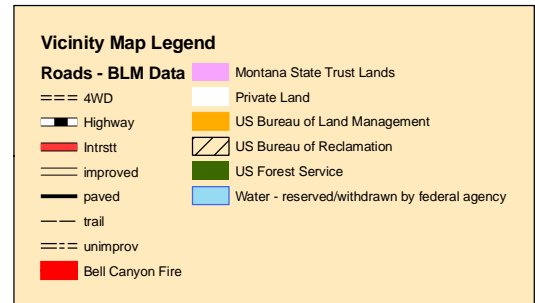 Vicinity Map Legend
Roads - BLM Data
4WD
Highway
Intrstt
improved
paved
trail
unimprov
Bell Canyon Fire
Montana State Trust Lands
Private Land
US Bureau of Land Management
US Bureau of Reclamation
US Forest Service
Water - reserved/withdrawn by federal agency